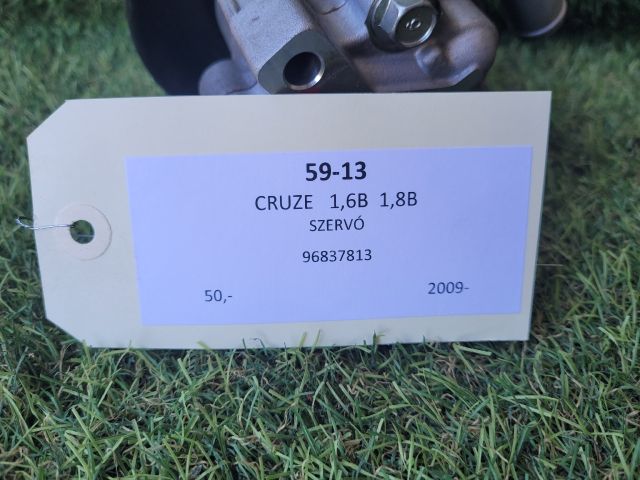 59-13
CRUZE 1,6B 1,8B
SZERVÓ
96837813
50,- 2009-